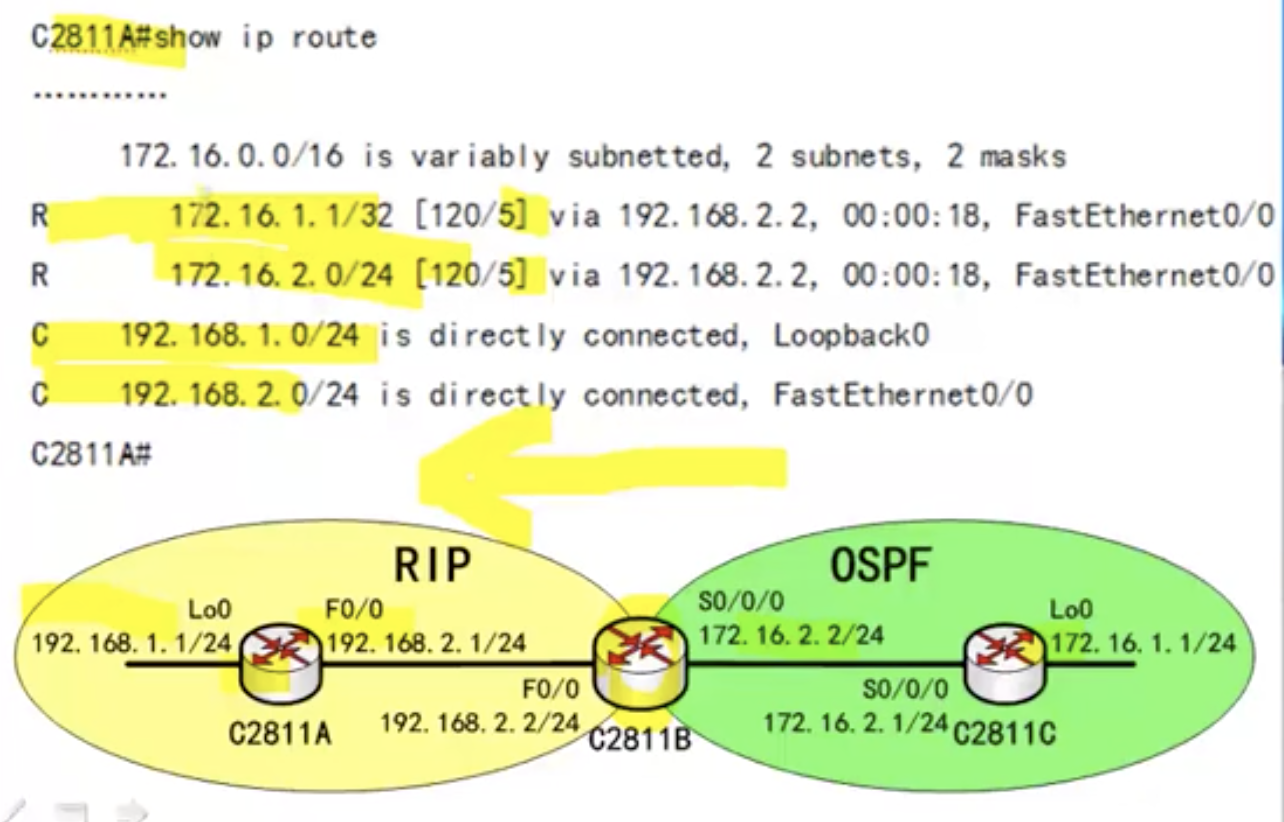 C2811A#show ip route
…………
172.16.0.0/16 is variably subnetted, 2 subnets, 2 masks
R 172.16.1.1/32 [120/5] via 192.168.2.2, 00:00:18, FastEthernet0/0
R 172.16.2.0/24 [120/5] via 192.168.2.2, 00:00:18, FastEthernet0/0
C 192.168.1.0/24 is directly connected, Loopback0
C 192.168.2.0/24 is directly connected, FastEthernet0/0
C2811A#
RIP
OSPF
Lo0
192.168.1.1/24
F0/0
192.168.2.1/24
S0/0/0
172.16.2.2/24
Lo0
172.16.1.1/24
F0/0
192.168.2.2/24
S0/0/0
172.16.2.1/24
C2811A
C2811B
C2811C